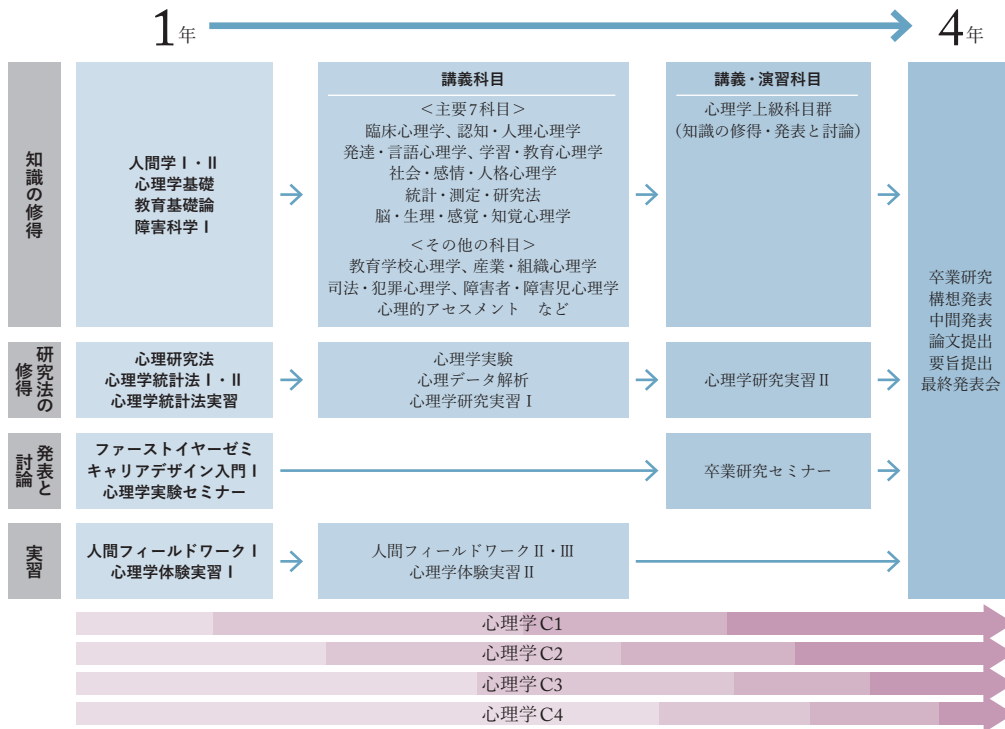 1年
4年
知識の修得
人間学Ⅰ・Ⅱ
心理学基礎
教育基礎論
障害科学Ⅰ
講義科目
＜主要7科目＞
臨床心理学、認知・人理心理学
発達・言語心理学、学習・教育心理学
社会・感情・人格心理学
統計・測定・研究法
脳・生理・感覚・知覚心理学
＜その他の科目＞
教育学校心理学、産業・組織心理学
司法・犯罪心理学、障害者・障害児心理学
心理的アセスメント　など
講義・演習科目
心理学上級科目群
（知識の修得・発表と討論）
研究法の
修得
心理研究法
心理学統計法Ⅰ・Ⅱ
心理学統計法実習
心理学実験
心理データ解析
心理学研究実習Ⅰ
心理学研究実習Ⅱ
発表と
討論
ファーストイヤーゼミ
キャリアデザイン入門Ⅰ
心理学実験セミナー
卒業研究セミナー
実習
人間フィールドワークⅠ
心理学体験実習Ⅰ
人間フィールドワークⅡ・Ⅲ
心理学体験実習Ⅱ
卒業研究
構想発表
中間発表
論文提出
要旨提出
最終発表会
心理学C1
心理学C2
心理学C3
心理学C4